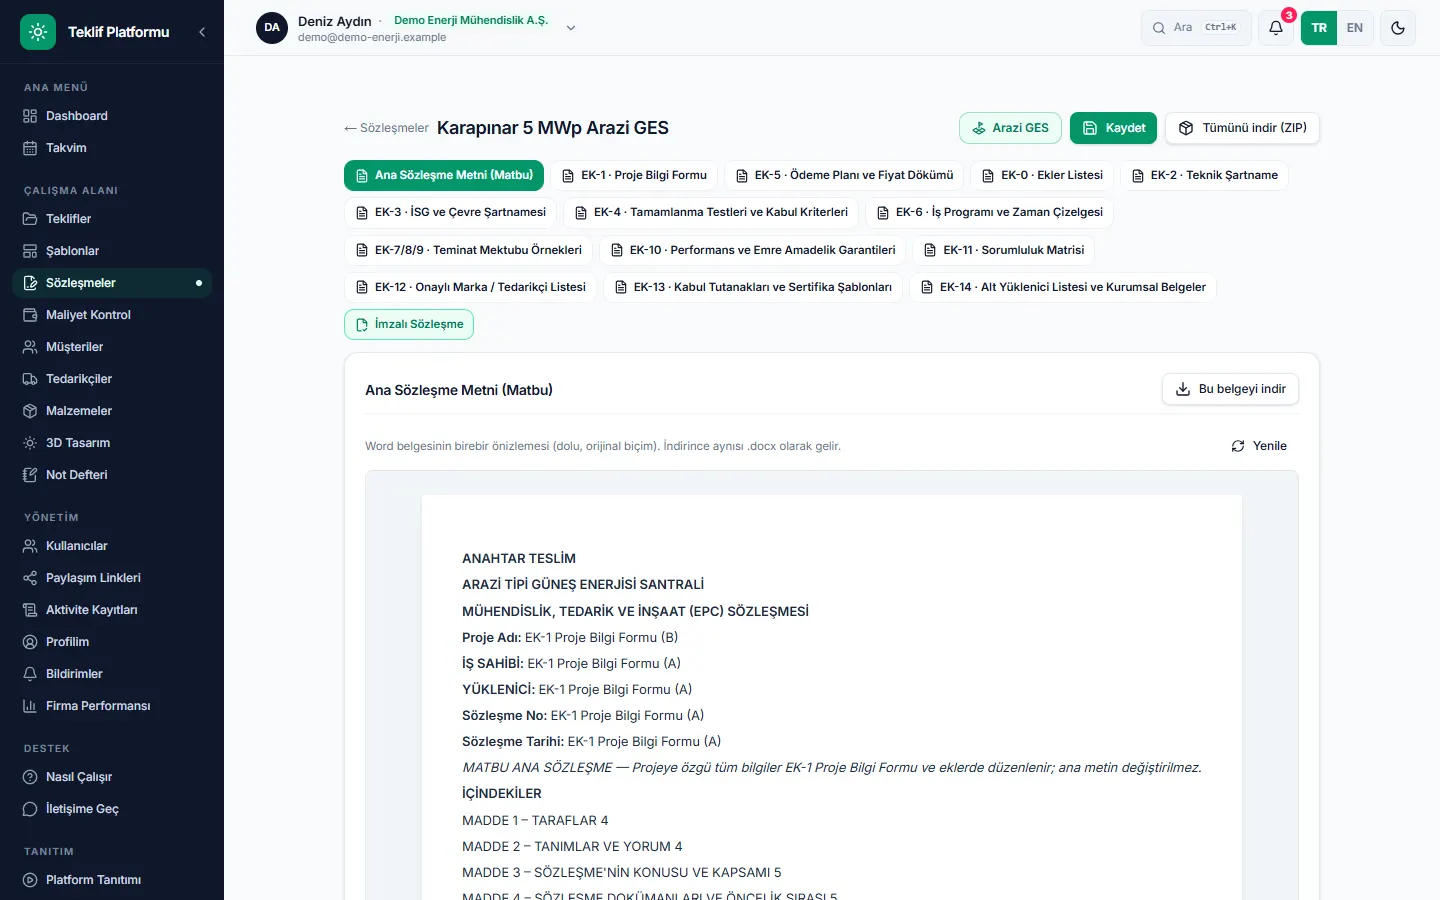 Teklif Platformu
ANA MENÜ
Dashboard
Takvim
ÇALIŞMA ALANI
Teklifler
Şablonlar
Sözleşmeler
Maliyet Kontrol
Müşteriler
Tedarikçiler
Malzemeler
3D Tasarım
Not Defteri
YÖNETİM
Kullanıcılar
Paylaşım Linkleri
Aktivite Kayıtları
Profilim
Bildirimler
Firma Performansı
DESTEK
Nasıl Çalışır
İletişime Geç
TANITIM
Platform Tanıtımı
DA
Deniz Aydın · Demo Enerji Mühendislik A.Ş.
demo@demo-enerji.example
Ara Ctrl+K
3
TR EN
← Sözleşmeler Karapınar 5 MWp Arazi GES
Arazi GES Kaydet Tümünü indir (ZIP)
Ana Sözleşme Metni (Matbu) EK-1 · Proje Bilgi Formu EK-5 · Ödeme Planı ve Fiyat Dökümü EK-0 · Ekler Listesi EK-2 · Teknik Şartname
EK-3 · İSG ve Çevre Şartnamesi EK-4 · Tamamlanma Testleri ve Kabul Kriterleri EK-6 · İş Programı ve Zaman Çizelgesi
EK-7/8/9 · Teminat Mektubu Örnekleri EK-10 · Performans ve Emre Amadelik Garantileri EK-11 · Sorumluluk Matrisi
EK-12 · Onaylı Marka / Tedarikçi Listesi EK-13 · Kabul Tutanakları ve Sertifika Şablonları EK-14 · Alt Yüklenici Listesi ve Kurumsal Belgeler
İmzalı Sözleşme
Ana Sözleşme Metni (Matbu)
Bu belgeyi indir
Word belgesinin birebir önizlemesi (dolu, orijinal biçim). İndirince aynısı .docx olarak gelir.
Yenile
ANAHTAR TESLİM
ARAZİ TİPİ GÜNEŞ ENERJİSİ SANTRALİ
MÜHENDİSLİK, TEDARİK VE İNŞAAT (EPC) SÖZLEŞMESİ
Proje Adı: EK-1 Proje Bilgi Formu (B)
İŞ SAHİBİ: EK-1 Proje Bilgi Formu (A)
YÜKLENİCİ: EK-1 Proje Bilgi Formu (A)
Sözleşme No: EK-1 Proje Bilgi Formu (A)
Sözleşme Tarihi: EK-1 Proje Bilgi Formu (A)
MATBU ANA SÖZLEŞME — Projeye özgü tüm bilgiler EK-1 Proje Bilgi Formu ve eklerde düzenlenir; ana metin değiştirilmez.
İÇİNDEKİLER
MADDE 1 – TARAFLAR 4
MADDE 2 – TANIMLAR VE YORUM 4
MADDE 3 – SÖZLEŞME'NİN KONUSU VE KAPSAMI 5
MADDE 4 – SÖZLEŞME DOKÜMANLARI VE ÖNCELİK SIRASI 5